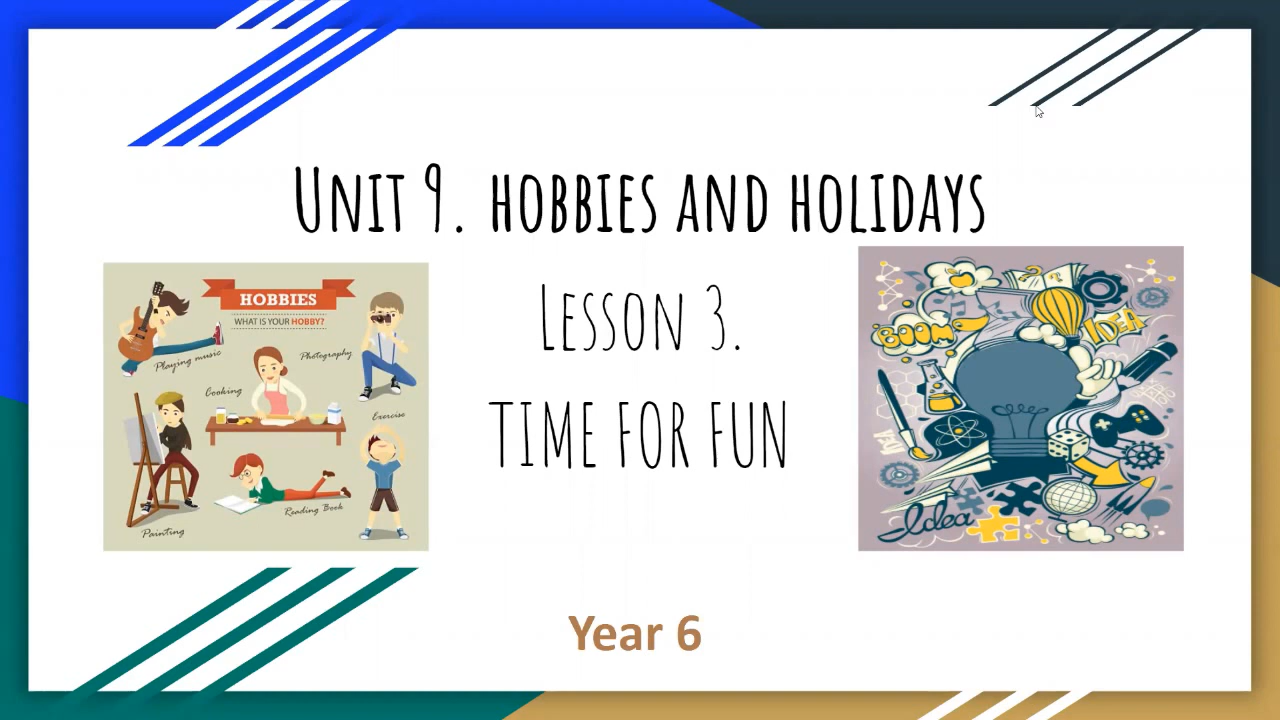 Unit 9. HOBBIES AND HOLIDAYS
Lesson 3.
TIME FOR FUN
HOBBIES
WHAT IS YOUR HOBBY?
Playing music
Photography
Cooking
Exercise
Reading Book
Painting
BOOM
IDEA
IDEA
Idea
Year 6